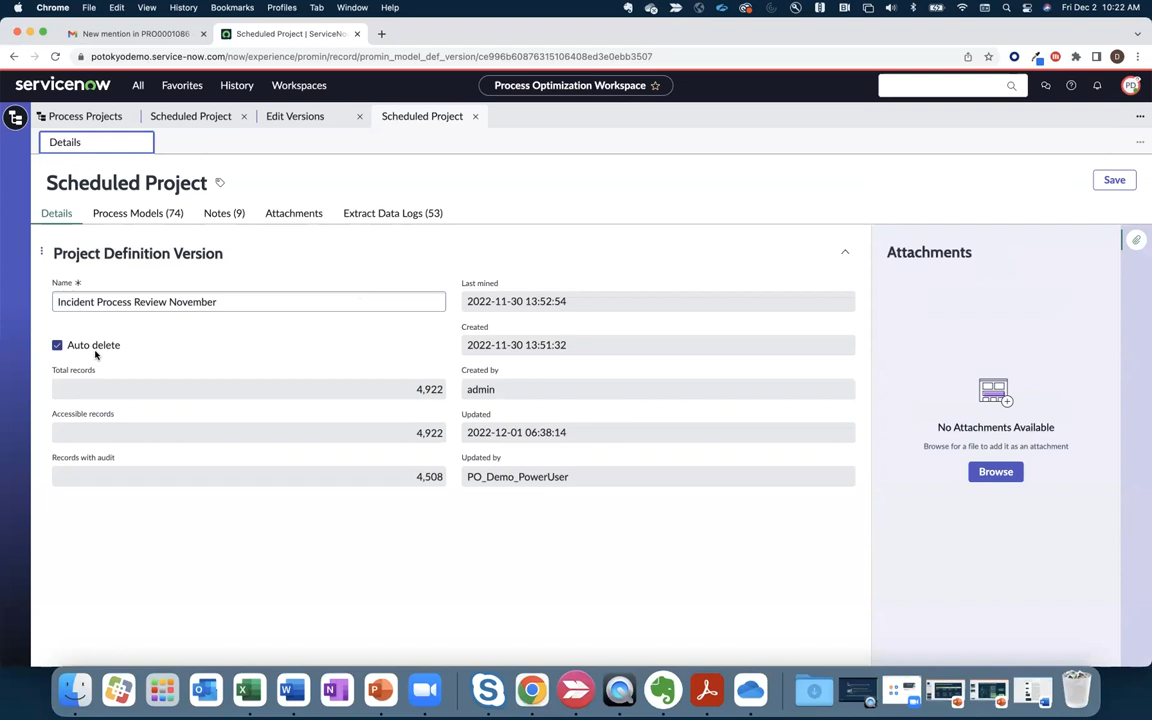 Chrome File Edit View History Bookmarks Profiles Tab Window Help Fri Dec 2 10:22 AM
New mention in PRO0001086 × Scheduled Project | ServiceNo × +
potokyodemo.service-now.com/now/experience/promin/record/promin_model_def_version/ce996b60876315106408ed3e0ebb3507 D
servicenow All Favorites History Workspaces Process Optimization Workspace PD
Process Projects Scheduled Project × Edit Versions × Scheduled Project ×
Details
Scheduled Project
Save
Details Process Models (74) Notes (9) Attachments Extract Data Logs (53)
Project Definition Version
Name
Incident Process Review November
Auto delete
Total records
4,922
Accessible records
4,922
Records with audit
4,508
Last mined
2022-11-30 13:52:54
Created
2022-11-30 13:51:32
Created by
admin
Updated
2022-12-01 06:38:14
Updated by
PO_Demo_PowerUser
Attachments
No Attachments Available
Browse for a file to add it as an attachment
Browse